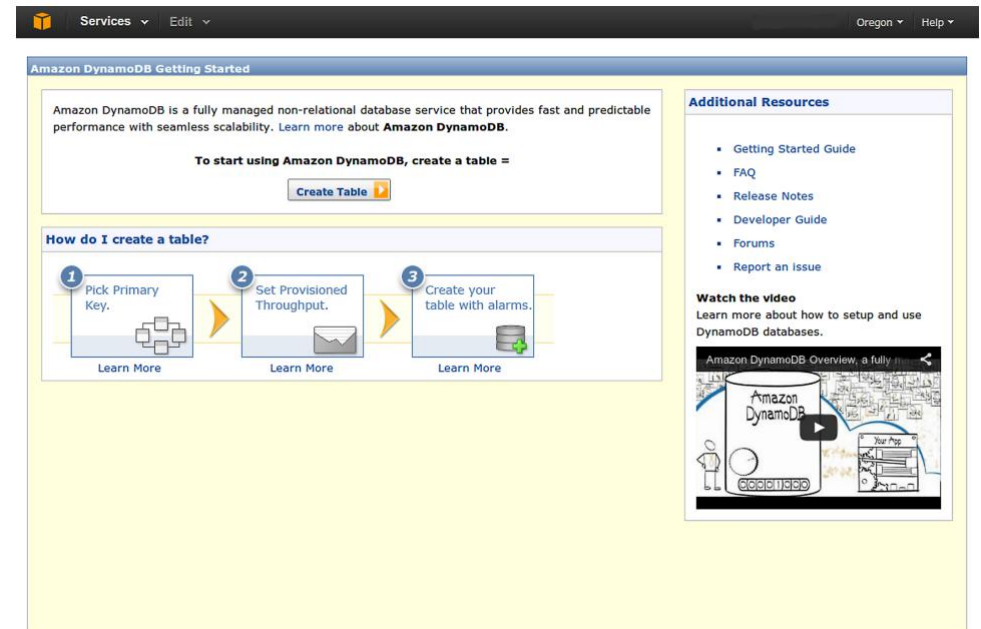 Services Edit Oregon Help
Amazon DynamoDB Getting Started
Amazon DynamoDB is a fully managed non-relational database service that provides fast and predictable
performance with seamless scalability. Learn more about Amazon DynamoDB.
To start using Amazon DynamoDB, create a table =
Create Table
How do I create a table?
1
Pick Primary
Key.
Learn More
2
Set Provisioned
Throughput.
Learn More
3
Create your
table with alarms.
Learn More
Additional Resources
Getting Started Guide
FAQ
Release Notes
Developer Guide
Forums
Report an issue
Watch the video
Learn more about how to setup and use
DynamoDB databases.
Amazon DynamoDB Overview, a fully
Amazon
DynamoDB
Your App